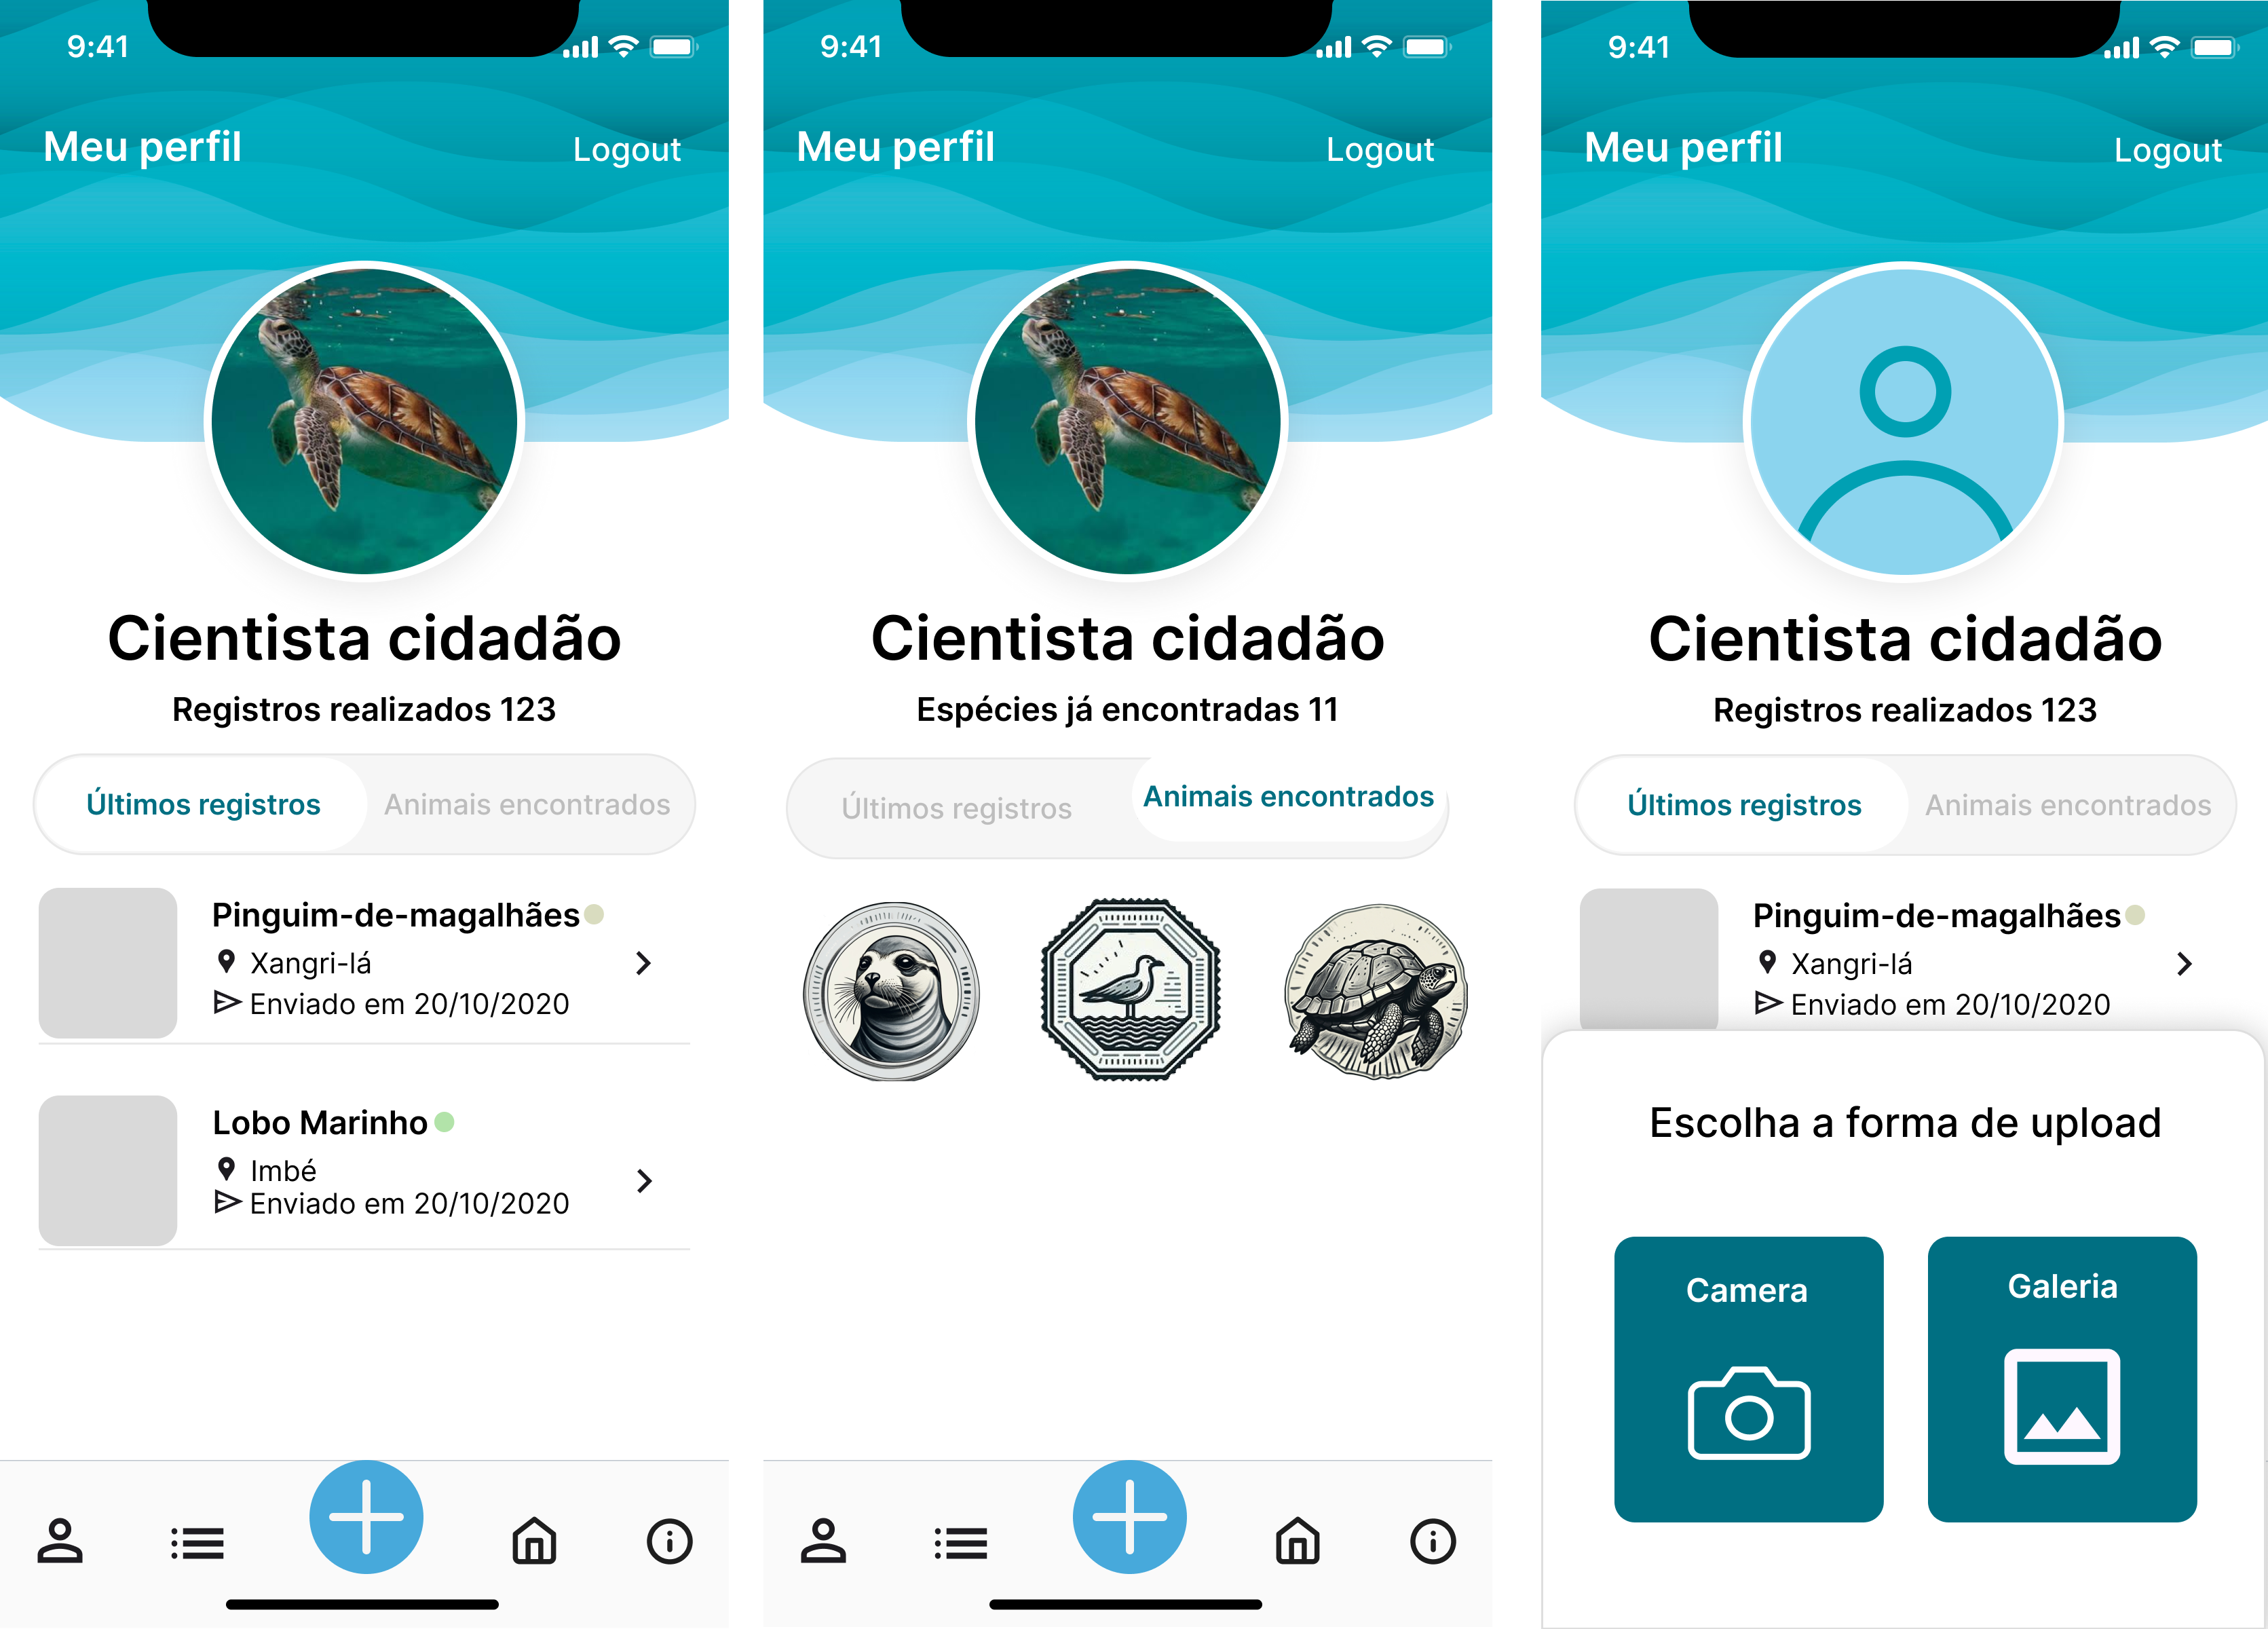 9:41
Meu perfil
Logout
Cientista cidadão
Registros realizados 123
Últimos registros
Animais encontrados
Pinguim-de-magalhães
Xangri-lá
Enviado em 20/10/2020
Lobo Marinho
Imbé
Enviado em 20/10/2020
9:41
Meu perfil
Logout
Cientista cidadão
Espécies já encontradas 11
Últimos registros
Animais encontrados
9:41
Meu perfil
Logout
Cientista cidadão
Registros realizados 123
Últimos registros
Animais encontrados
Pinguim-de-magalhães
Xangri-lá
Enviado em 20/10/2020
Escolha a forma de upload
Camera
Galeria